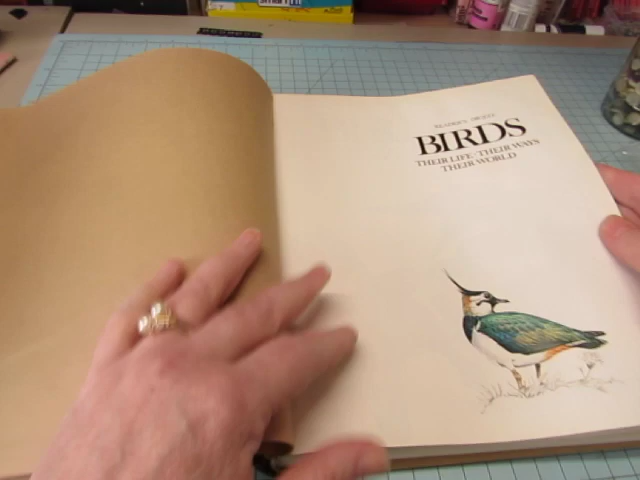 READER'S DIGEST
BIRDS
THEIR LIFE · THEIR WAYS
THEIR WORLD